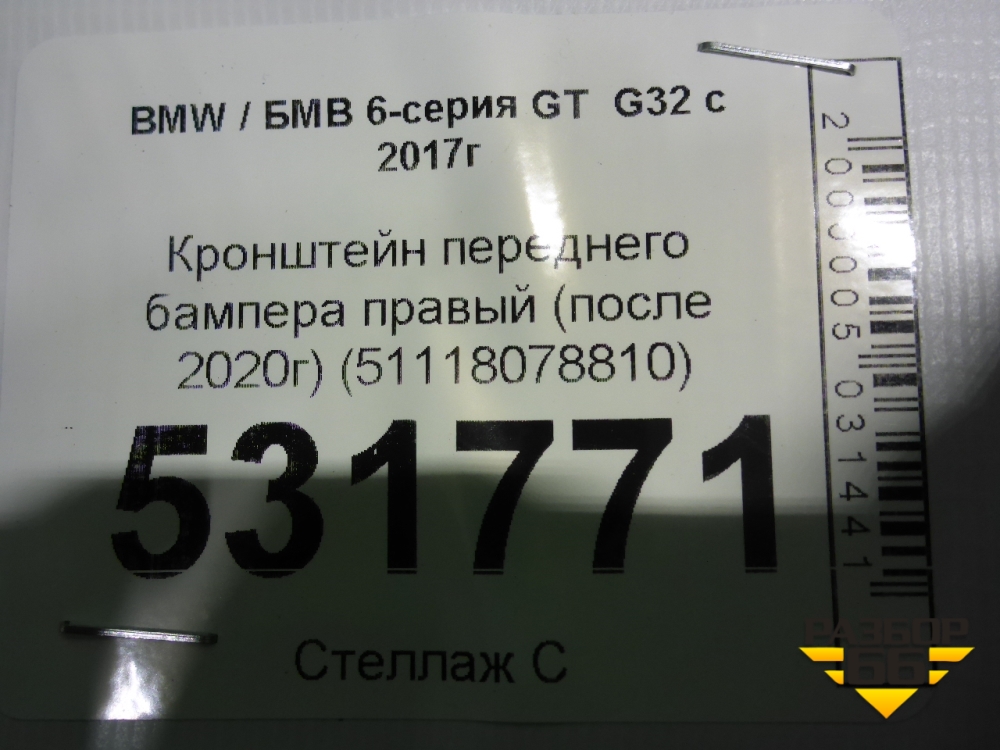 BMW / БМВ 6-серия GT G32 с
2017г
Кронштейн переднего
бампера правый (после
2020г) (51118078810)
531771
Стеллаж С
2000005031441
РАЗБОР
66